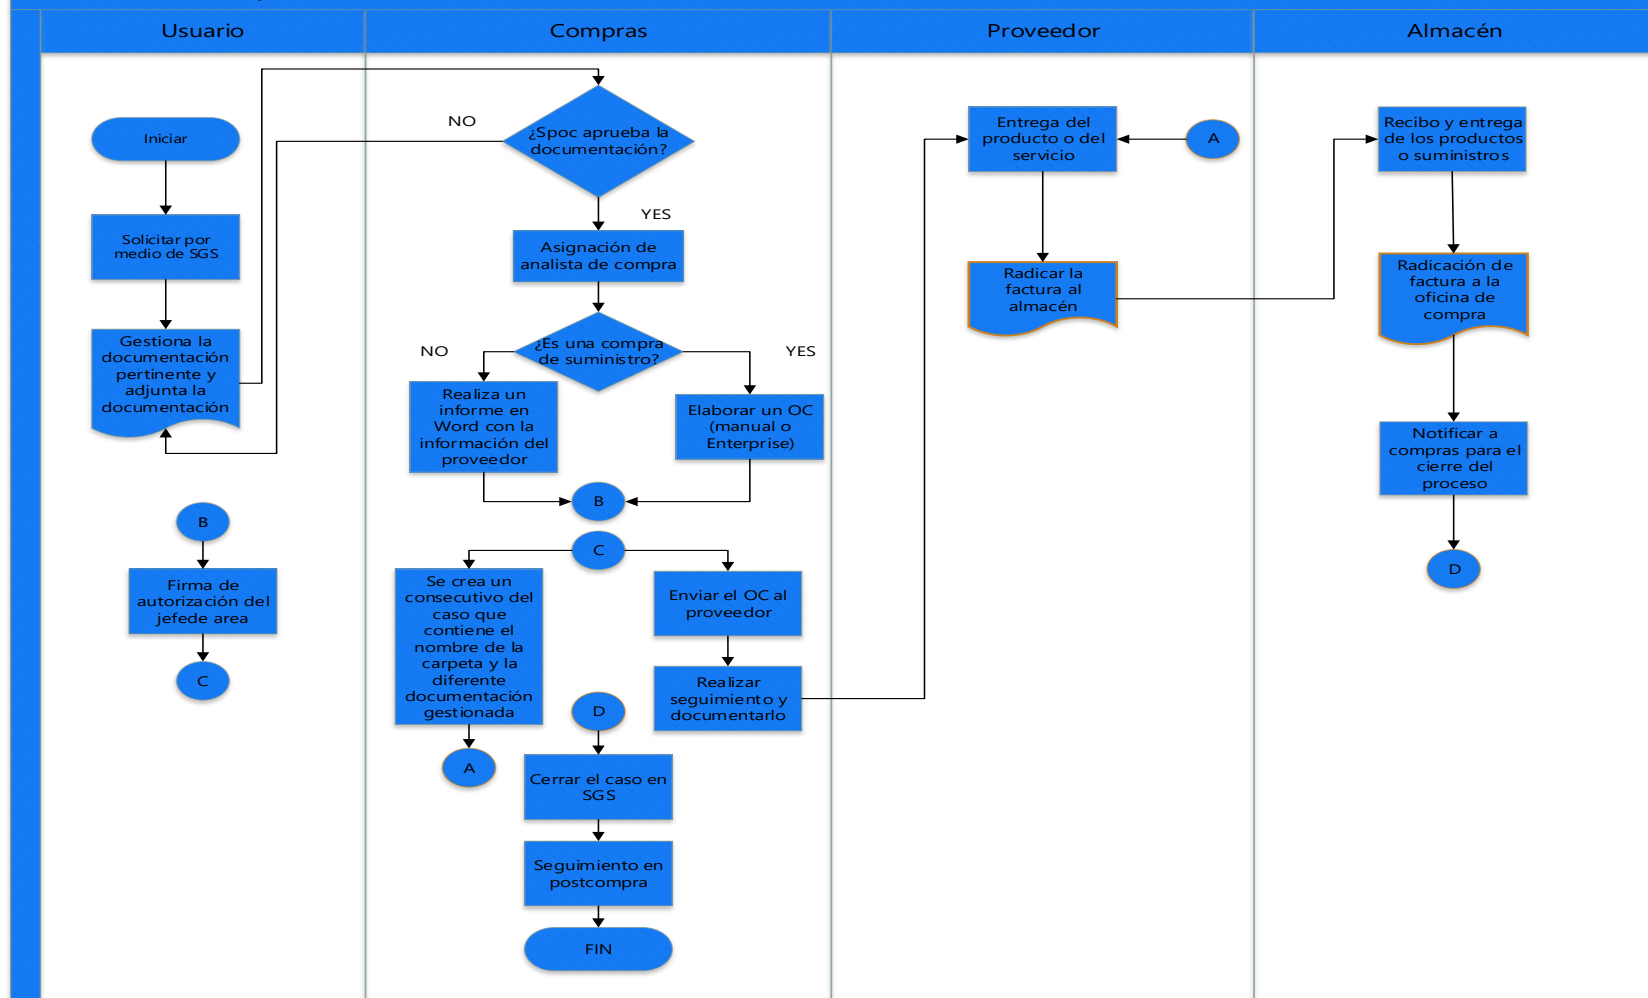 Usuario
Compras
Proveedor
Almacén
Iniciar
Solicitar por
medio de SGS
Gestiona la
documentación
pertinente y
adjunta la
documentación
B
Firma de
autorización del
jefede area
C
¿Spoc aprueba la
documentación?
NO
YES
Asignación de
analista de compra
¿Es una compra
de suministro?
NO
YES
Realiza un
informe en
Word con la
información del
proveedor
Elaborar un OC
(manual o
Enterprise)
B
C
Se crea un
consecutivo del
caso que
contiene el
nombre de la
carpeta y la
diferente
documentación
gestionada
A
Enviar el OC al
proveedor
Realizar
seguimiento y
documentarlo
D
Cerrar el caso en
SGS
Seguimiento en
postcompra
FIN
Entrega del
producto o del
servicio
A
Radicar la
factura al
almacén
Recibo y entrega
de los productos
o suministros
Radicación de
factura a la
oficina de
compra
Notificar a
compras para el
cierre del
proceso
D